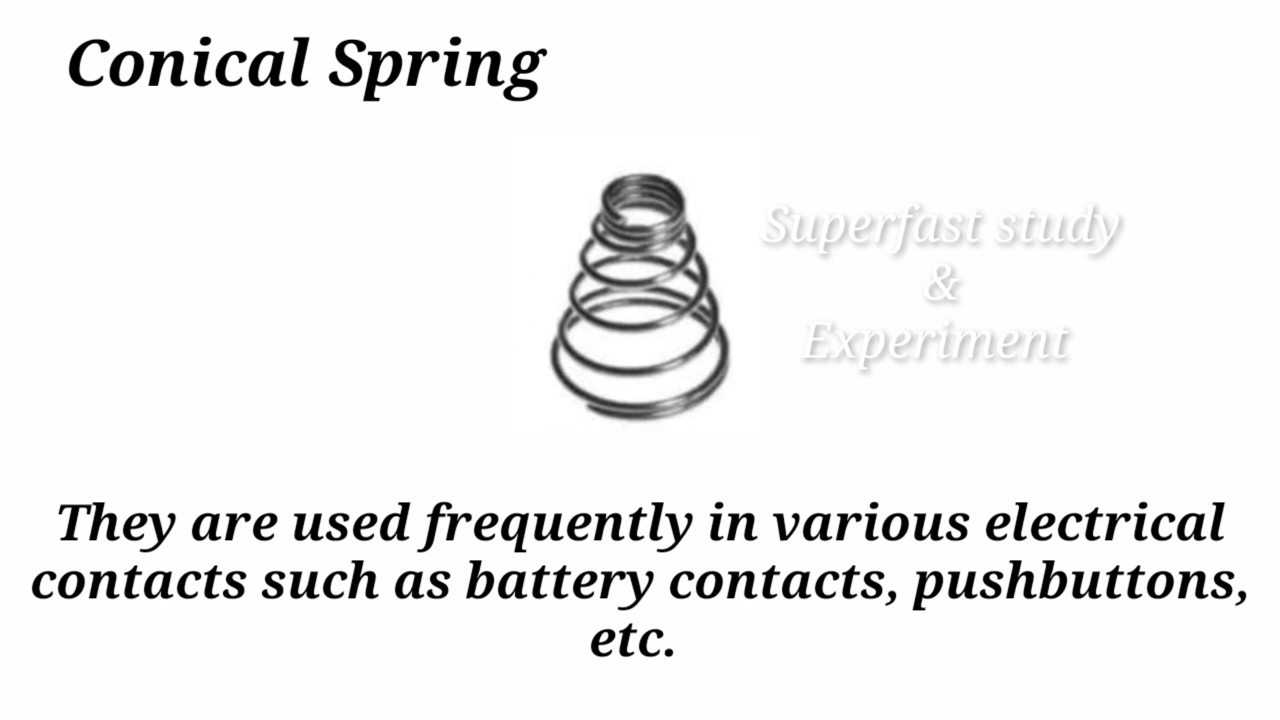 Conical Spring
Superfast study
&
Experiment
They are used frequently in various electrical
contacts such as battery contacts, pushbuttons,
etc.